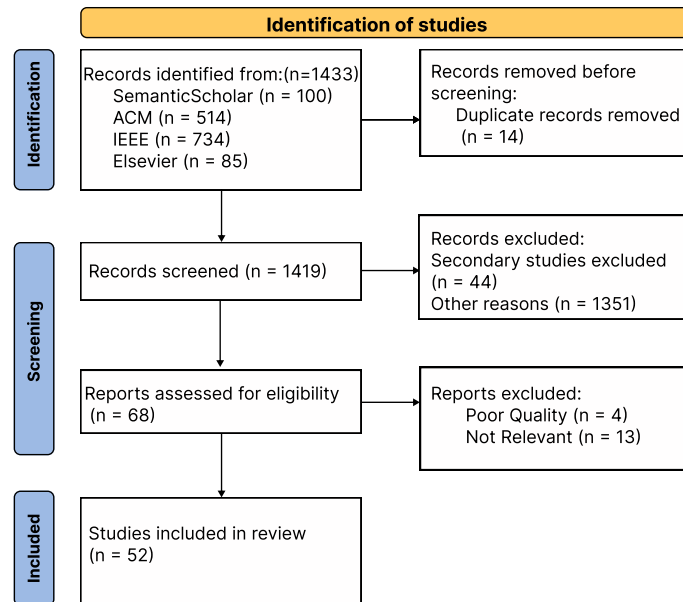 Identification of studies
Identification
Records identified from:(n=1433)
SemanticScholar (n = 100)
ACM (n = 514)
IEEE (n = 734)
Elsevier (n = 85)
Records removed before
screening:
Duplicate records removed
(n = 14)
Screening
Records screened (n = 1419)
Records excluded:
Secondary studies excluded
(n = 44)
Other reasons (n = 1351)
Reports assessed for eligibility
(n = 68)
Reports excluded:
Poor Quality (n = 4)
Not Relevant (n = 13)
Included
Studies included in review
(n = 52)